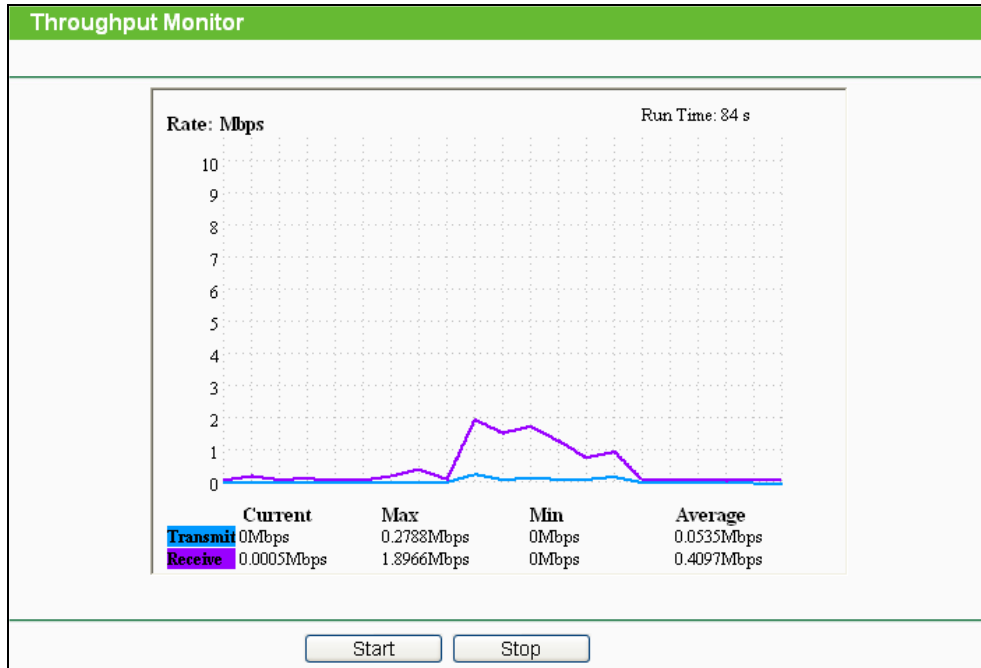 Throughput Monitor
Rate: Mbps
Run Time: 84 s
10
9
8
7
6
5
4
3
2
1
0
Current Max Min Average
Transmit 0Mbps 0.2788Mbps 0Mbps 0.0535Mbps
Receive 0.0005Mbps 1.8966Mbps 0Mbps 0.4097Mbps
Start Stop